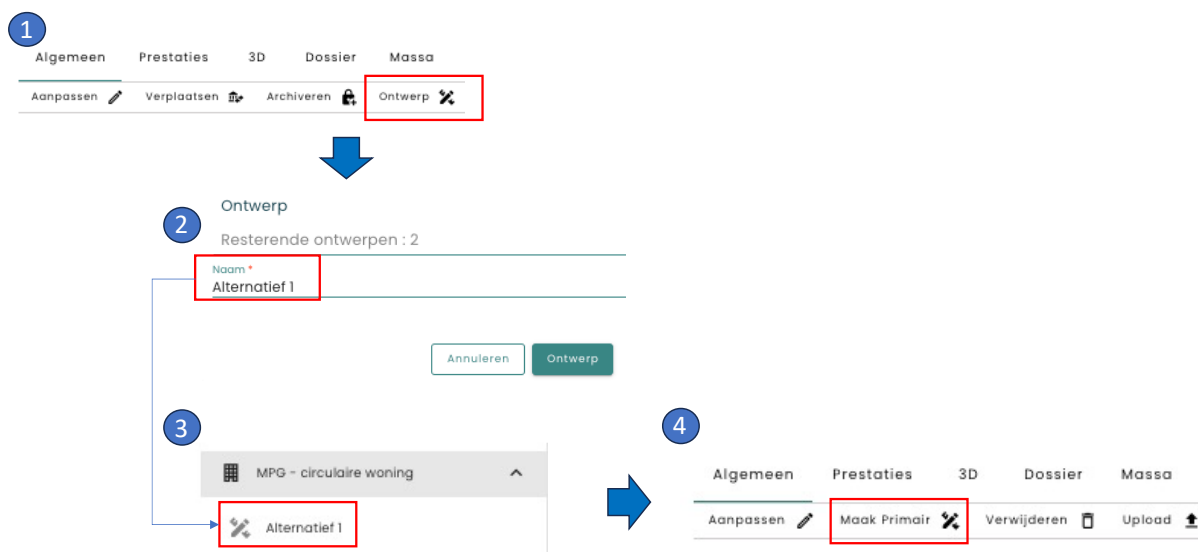 1
Algemeen Prestaties 3D Dossier Massa
Aanpassen Verplaatsen Archiveren Ontwerp
2
Ontwerp
Resterende ontwerpen : 2
Naam *
Alternatief 1
Annuleren Ontwerp
3
MPG - circulaire woning
Alternatief 1
4
Algemeen Prestaties 3D Dossier Massa
Aanpassen Maak Primair Verwijderen Upload